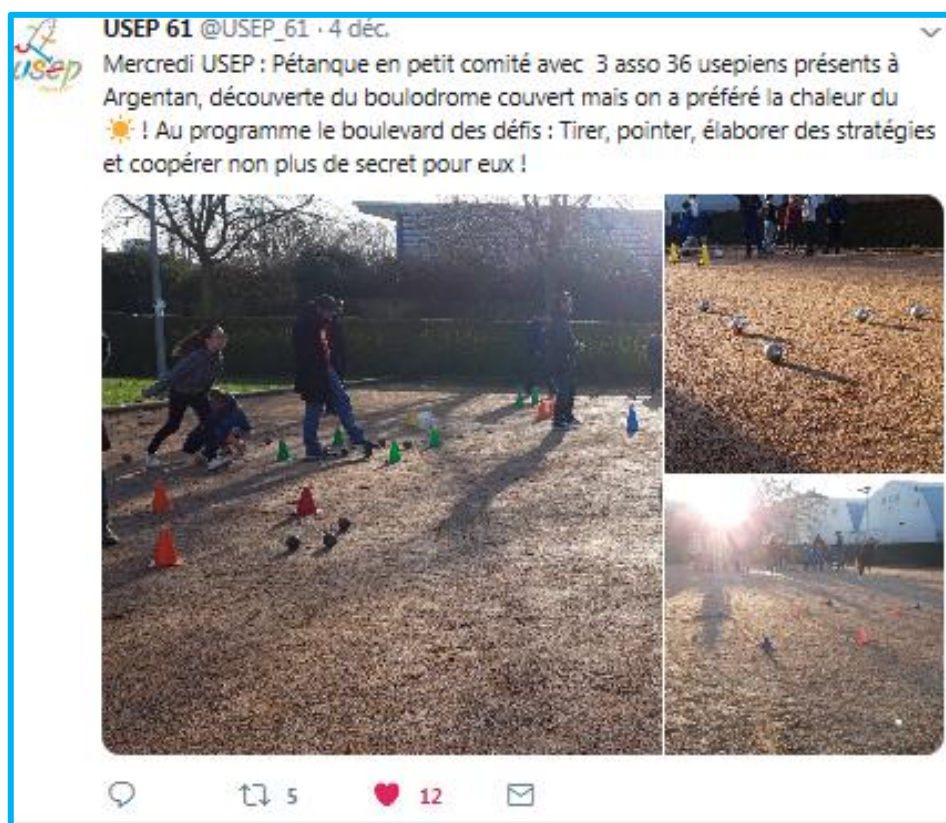 USEP 61 @USEP_61 · 4 déc.
usep
Mercredi USEP : Pétanque en petit comité avec 3 asso 36 usepiens présents à
Argentan, découverte du boulodrome couvert mais on a préféré la chaleur du
☀ ! Au programme le boulevard des défis : Tirer, pointer, élaborer des stratégies
et coopérer non plus de secret pour eux !
5
12